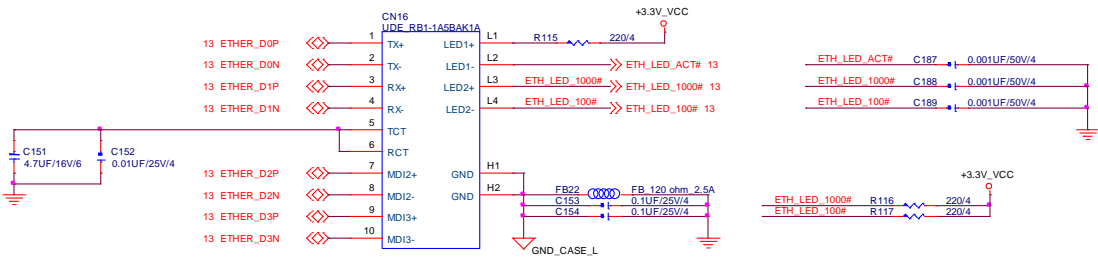 CN16
UDE_RB1-1A5BAK1A
+3.3V_VCC
13 ETHER_D0P 1 TX+ LED1+ L1 R115 220/4
13 ETHER_D0N 2 TX- LED1- L2 ETH_LED_ACT# 13
13 ETHER_D1P 3 RX+ LED2+ L3 ETH_LED_1000# ETH_LED_1000# 13
13 ETHER_D1N 4 RX- LED2- L4 ETH_LED_100# ETH_LED_100# 13
5 TCT
6 RCT
C151
4.7UF/16V/6
C152
0.01UF/25V/4
13 ETHER_D2P 7 MDI2+ GND H1
13 ETHER_D2N 8 MDI2- GND H2 FB22 FB_120 ohm_2.5A
13 ETHER_D3P 9 MDI3+ C153 0.1UF/25V/4
C154 0.1UF/25V/4
13 ETHER_D3N 10 MDI3-
GND_CASE_L
ETH_LED_ACT# C187 0.001UF/50V/4
ETH_LED_1000# C188 0.001UF/50V/4
ETH_LED_100# C189 0.001UF/50V/4
+3.3V_VCC
ETH_LED_1000# R116 220/4
ETH_LED_100# R117 220/4